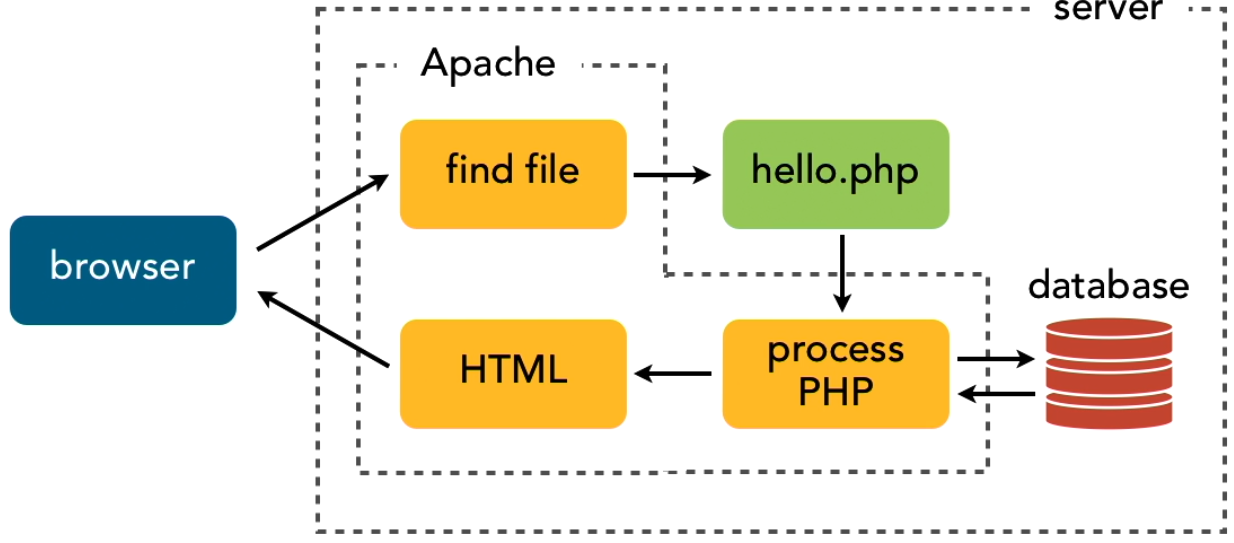 server
Apache
find file
hello.php
browser
database
HTML
process
PHP